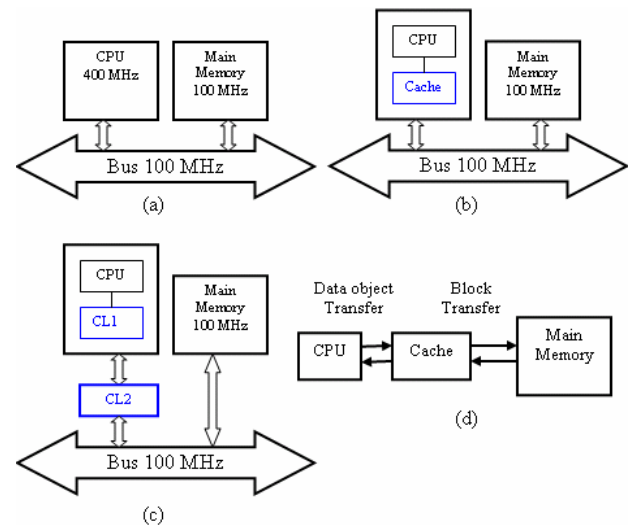 CPU
400 MHz
Main
Memory
100 MHz
Bus 100 MHz
(a)
CPU
Cache
Main
Memory
100 MHz
Bus 100 MHz
(b)
CPU
CL1
Main
Memory
100 MHz
CL2
Bus 100 MHz
(c)
Data object
Transfer
Block
Transfer
CPU
Cache
Main
Memory
(d)